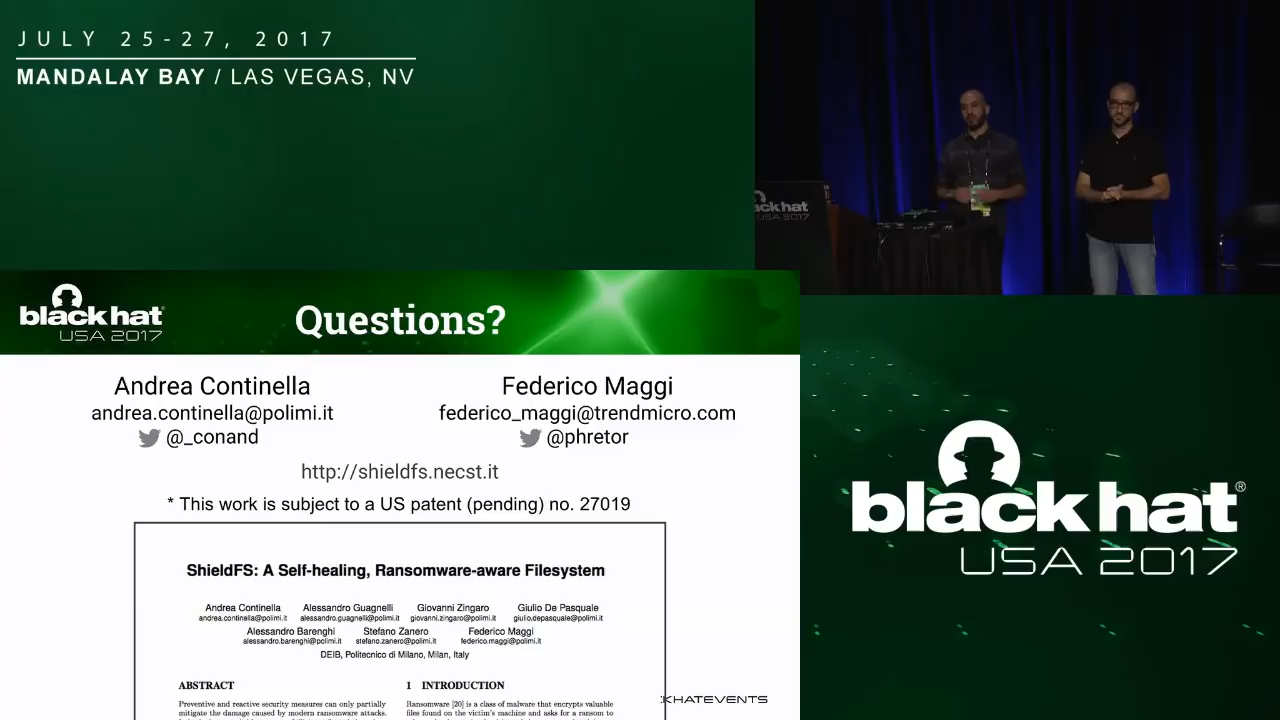 JULY 25-27, 2017
MANDALAY BAY / LAS VEGAS, NV
black hat
USA 2017
black hat
USA 2017
Questions?
Andrea Continella
andrea.continella@polimi.it
@_conand
Federico Maggi
federico_maggi@trendmicro.com
@phretor
http://shieldfs.necst.it
* This work is subject to a US patent (pending) no. 27019
ShieldFS: A Self-healing, Ransomware-aware Filesystem
Andrea Continella Alessandro Guagnelli Giovanni Zingaro Giulio De Pasquale
andrea.continella@polimi.it alessandro.guagnelli@polimi.it giovanni.zingaro@polimi.it giulio.depasquale@polimi.it
Alessandro Barenghi Stefano Zanero Federico Maggi
alessandro.barenghi@polimi.it stefano.zanero@polimi.it federico.maggi@polimi.it
DEIB, Politecnico di Milano, Milan, Italy
ABSTRACT
Preventive and reactive security measures can only partially
mitigate the damage caused by modern ransomware attacks.
1 INTRODUCTION
Ransomware [20] is a class of malware that encrypts valuable
files found on the victim's machine and asks for a ransom to
KHATEVENTS
black hat®
USA 2017